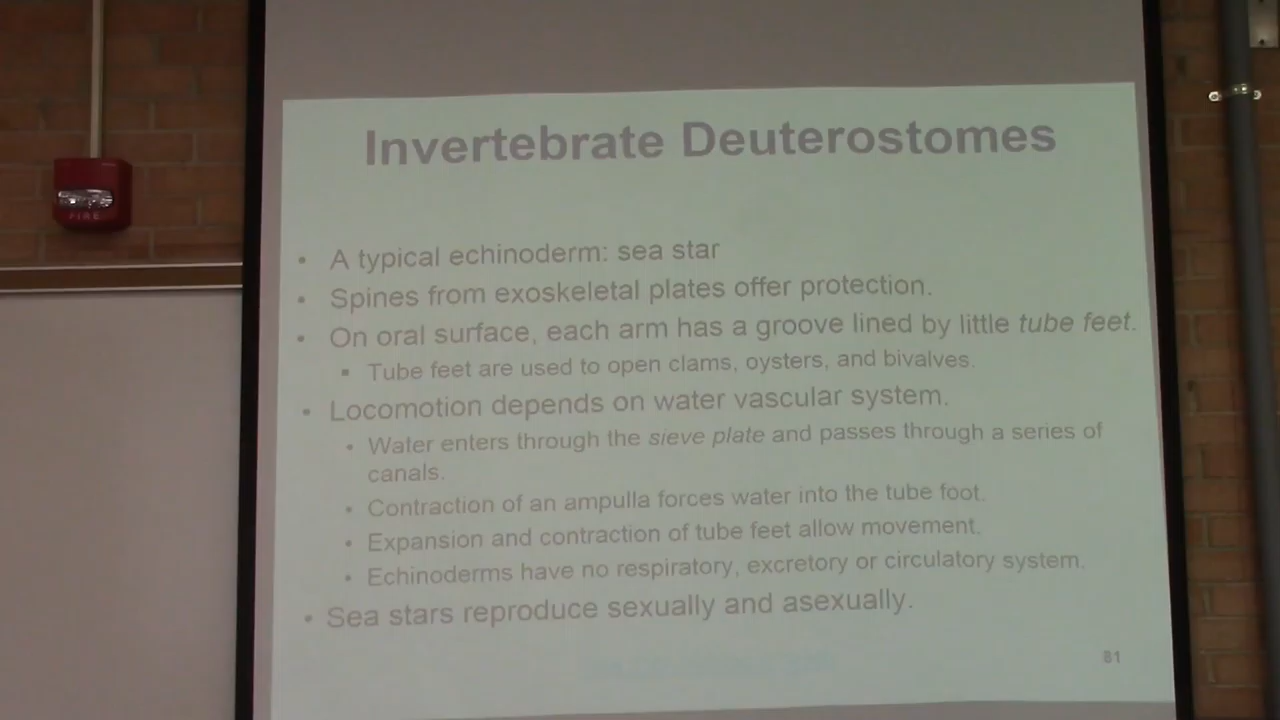 Invertebrate Deuterostomes
• A typical echinoderm: sea star
• Spines from exoskeletal plates offer protection.
• On oral surface, each arm has a groove lined by little tube feet.
▪ Tube feet are used to open clams, oysters, and bivalves.
• Locomotion depends on water vascular system.
• Water enters through the sieve plate and passes through a series of
canals.
• Contraction of an ampulla forces water into the tube foot.
• Expansion and contraction of tube feet allow movement.
• Echinoderms have no respiratory, excretory or circulatory system.
• Sea stars reproduce sexually and asexually.
81
FIRE